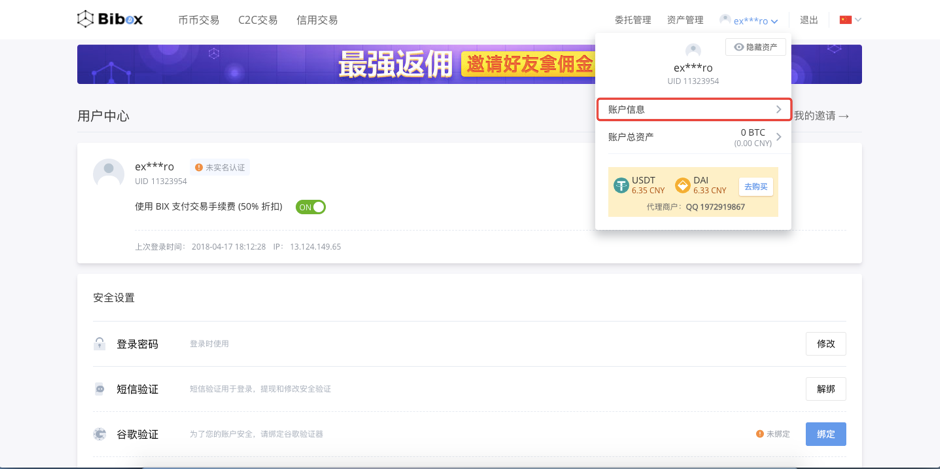 Bibox 币币交易 C2C交易 信用交易 委托管理 资产管理 ex***ro 退出
最强返佣 邀请好友拿佣金
隐藏资产
ex***ro
UID 11323954
账户信息
账户总资产 0 BTC
(0.00 CNY)
USDT DAI
6.35 CNY 6.33 CNY
去购买
代理商户: QQ 1972919867
用户中心 我的邀请 →
ex***ro 未实名认证
UID 11323954
使用 BIX 支付交易手续费 (50% 折扣) ON
上次登录时间: 2018-04-17 18:12:28 IP: 13.124.149.65
安全设置
登录密码 登录时使用 修改
短信验证 短信验证用于登录，提现和修改安全验证 解绑
谷歌验证 为了您的账户安全，请绑定谷歌验证器 未绑定 绑定